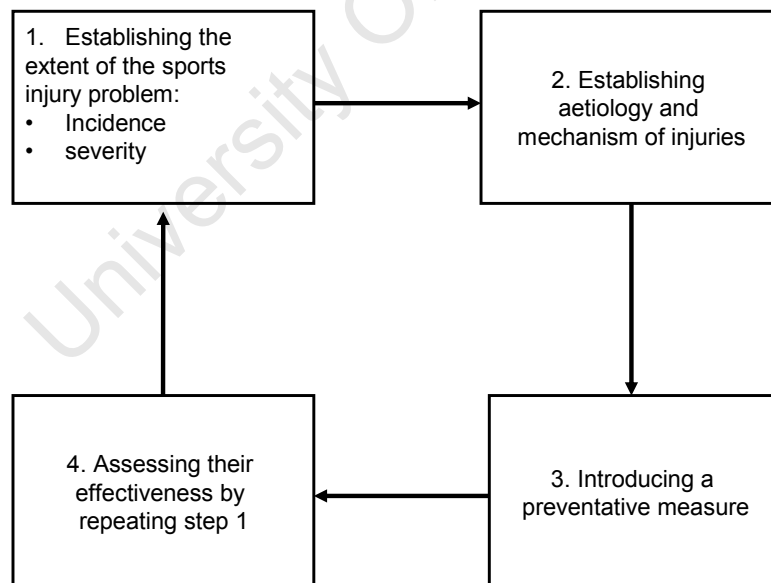 1. Establishing the
extent of the sports
injury problem:
• Incidence
• severity
2. Establishing
aetiology and
mechanism of injuries
4. Assessing their
effectiveness by
repeating step 1
3. Introducing a
preventative measure
University O